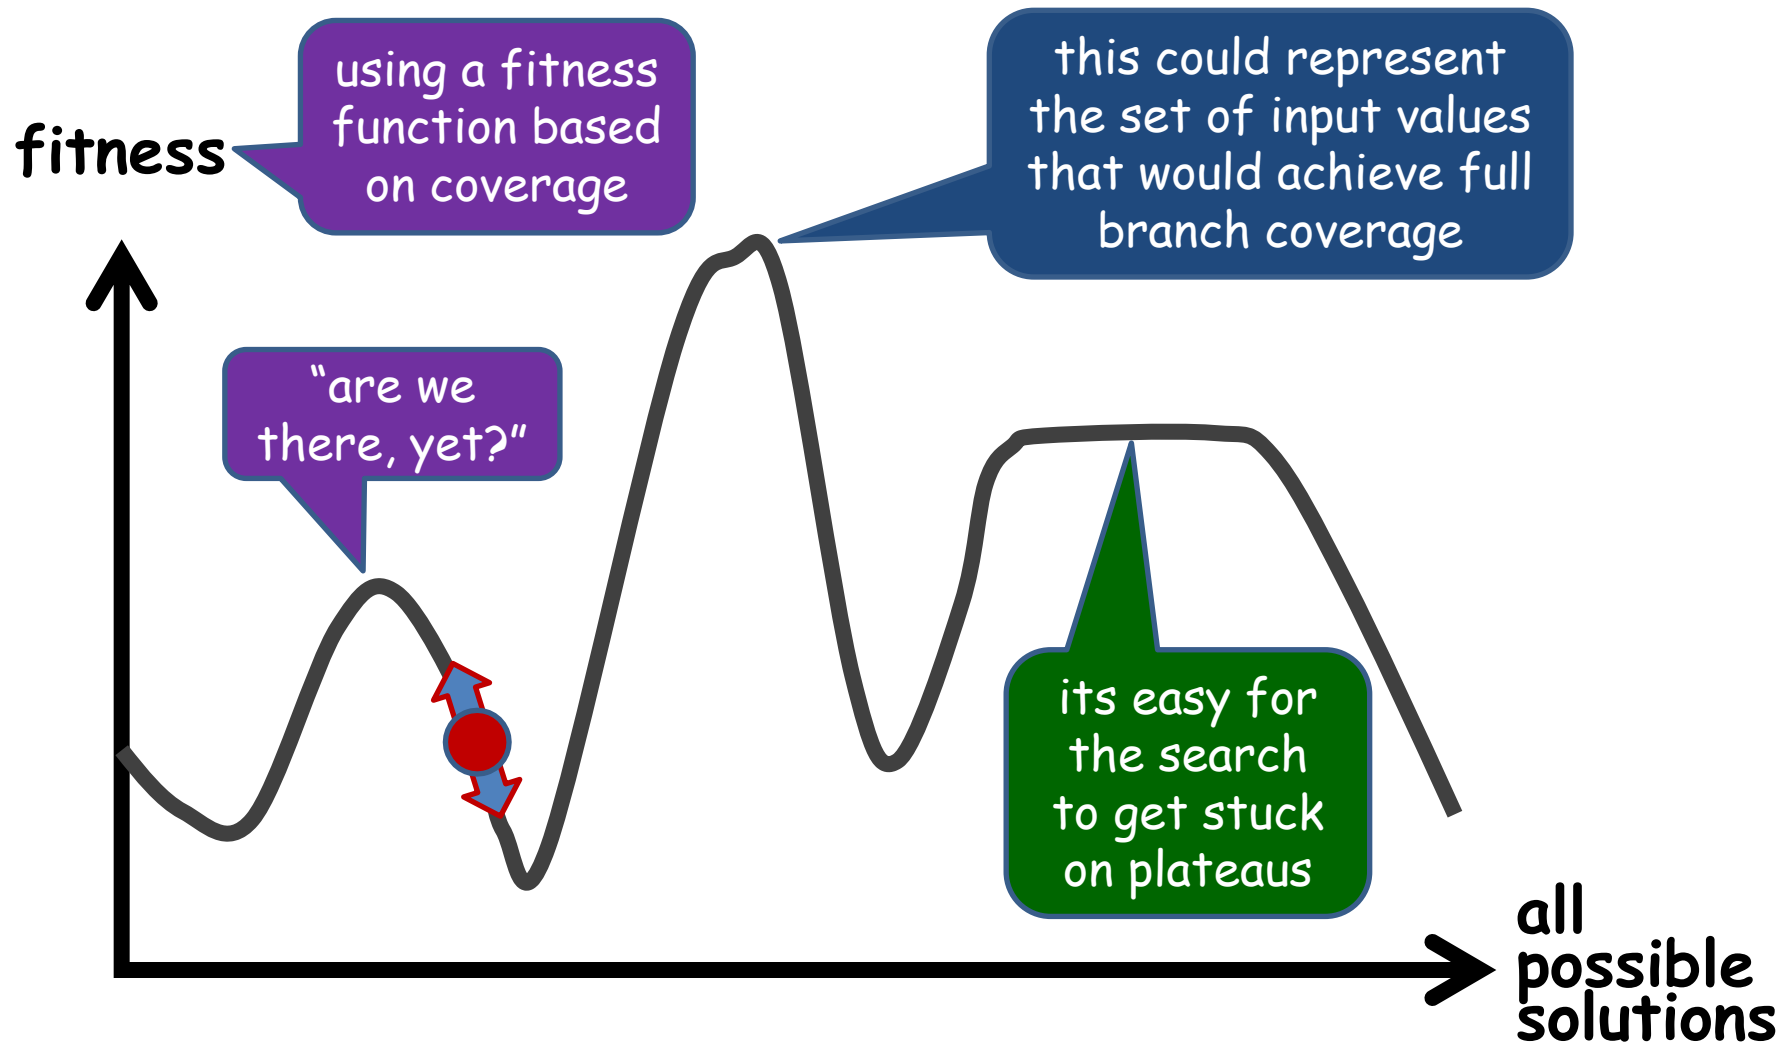 using a fitness
function based
on coverage
this could represent
the set of input values
that would achieve full
branch coverage
fitness
“are we
there, yet?”
its easy for
the search
to get stuck
on plateaus
all
possible
solutions